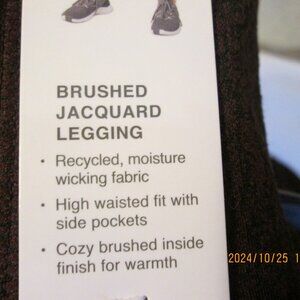 BRUSHED
JACQUARD
LEGGING
• Recycled, moisture
wicking fabric
• High waisted fit with
side pockets
• Cozy brushed inside
finish for warmth
2024/10/25 1